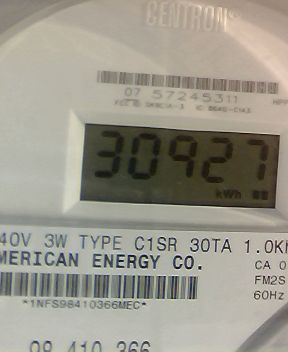 CENTRON®
07 57245311
30927
kWh
40V 3W TYPE C1SR 30TA 1.0K
MERICAN ENERGY CO.
CA 0
FM2S
60Hz
*1NFS98410366MEC*
98 410 366